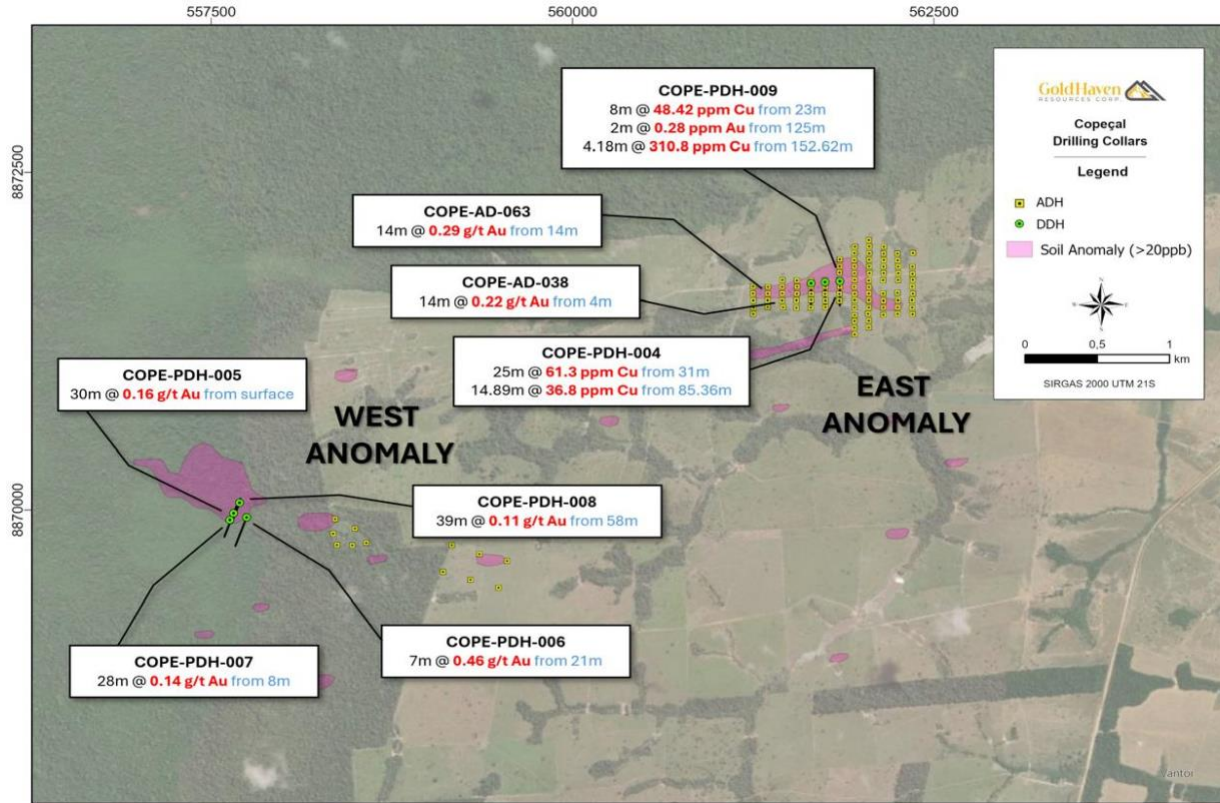 557500
560000
562500
8872500
8870000
COPE-PDH-009
8m @ 48.42 ppm Cu from 23m
2m @ 0.28 ppm Au from 125m
4.18m @ 310.8 ppm Cu from 152.62m
COPE-AD-063
14m @ 0.29 g/t Au from 14m
COPE-AD-038
14m @ 0.22 g/t Au from 4m
COPE-PDH-004
25m @ 61.3 ppm Cu from 31m
14.89m @ 36.8 ppm Cu from 85.36m
COPE-PDH-005
30m @ 0.16 g/t Au from surface
WEST
ANOMALY
EAST
ANOMALY
COPE-PDH-008
39m @ 0.11 g/t Au from 58m
COPE-PDH-006
7m @ 0.46 g/t Au from 21m
COPE-PDH-007
28m @ 0.14 g/t Au from 8m
GoldHaven
RESOURCES CORP.
Copeçal
Drilling Collars
Legend
ADH
DDH
Soil Anomaly (>20ppb)
N
W E
S
0 0,5 1
km
SIRGAS 2000 UTM 21S
Vantor